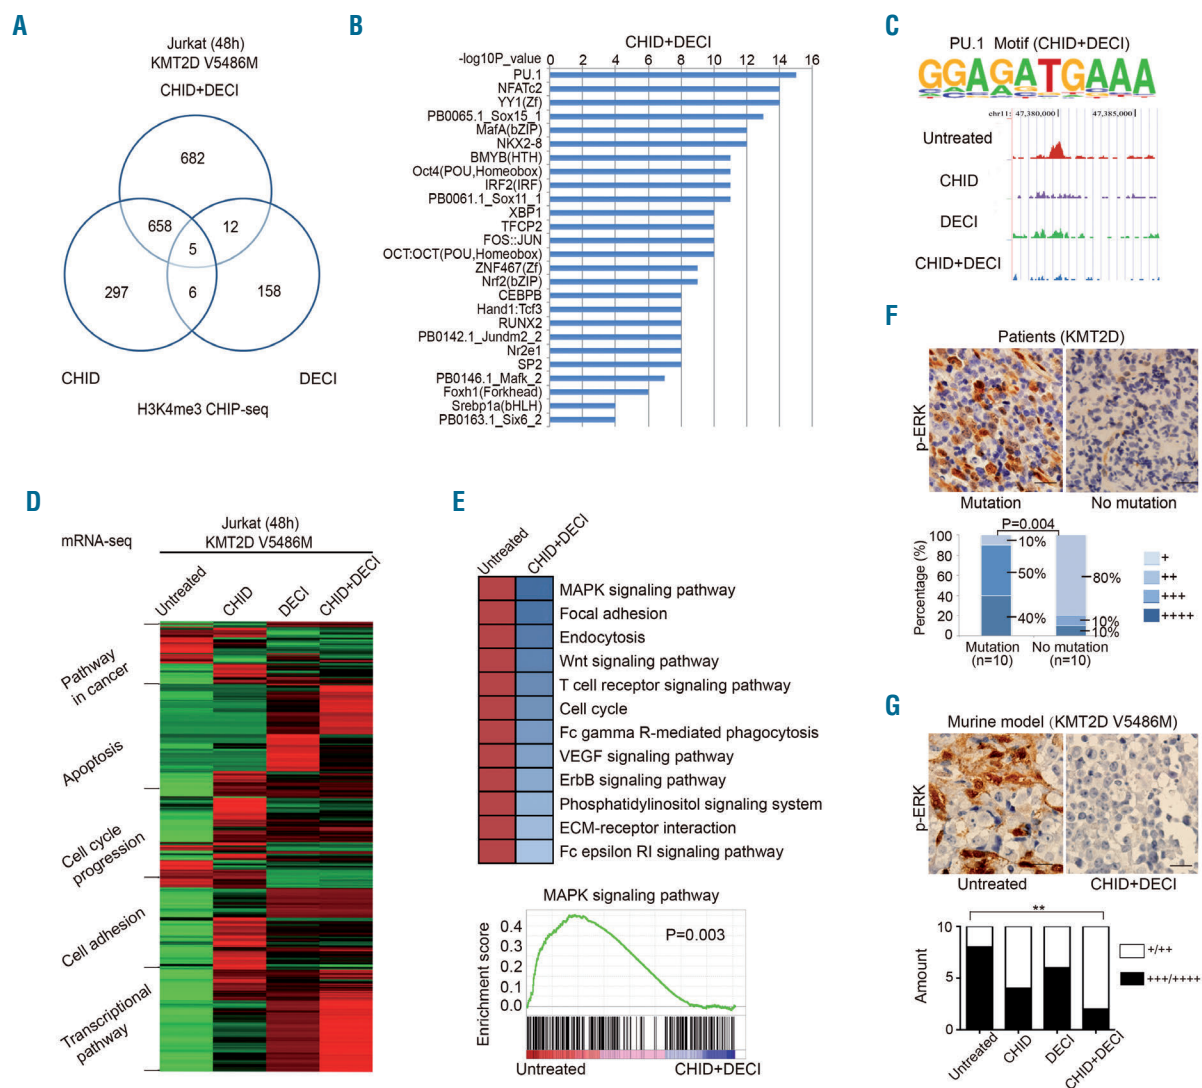 A
Jurkat (48h)
KMT2D V5486M
CHID+DECI
682
658
12
5
297
6
158
CHID
DECI
H3K4me3 CHIP-seq
B
CHID+DECI
-log10P_value
0 2 4 6 8 10 12 14 16
PU.1
NFATc2
YY1(Zf)
PB0065.1_Sox15_1
MafA(bZIP)
NKX2-8
BMYB(HTH)
Oct4(POU,Homeobox)
IRF2(IRF)
PB0061.1_Sox11_1
XBP1
TFCP2
FOS::JUN
OCT:OCT(POU,Homeobox)
ZNF467(Zf)
Nrf2(bZIP)
CEBPB
Hand1:Tcf3
RUNX2
PB0142.1_Jundm2_2
Nr2e1
SP2
PB0146.1_Mafk_2
Foxh1(Forkhead)
Srebp1a(bHLH)
PB0163.1_Six6_2
C
PU.1 Motif (CHID+DECI)
GGAGATGAAA
chr11: 47,380,000 47,385,000
Untreated
CHID
DECI
CHID+DECI
D
mRNA-seq
Jurkat (48h)
KMT2D V5486M
Untreated
CHID
DECI
CHID+DECI
Pathway
in cancer
Apoptosis
Cell cycle
progression
Cell adhesion
Transcriptional
pathway
E
Untreated
CHID+DECI
MAPK signaling pathway
Focal adhesion
Endocytosis
Wnt signaling pathway
T cell receptor signaling pathway
Cell cycle
Fc gamma R-mediated phagocytosis
VEGF signaling pathway
ErbB signaling pathway
Phosphatidylinositol signaling system
ECM-receptor interaction
Fc epsilon RI signaling pathway
MAPK signaling pathway
Enrichment score
0.4
0.3
0.2
0.1
0.0
P=0.003
Untreated
CHID+DECI
F
Patients (KMT2D)
p-ERK
Mutation
No mutation
P=0.004
Percentage (%)
100
80
60
40
20
0
10%
50%
40%
80%
10%
10%
Mutation
(n=10)
No mutation
(n=10)
+
++
+++
++++
G
Murine model (KMT2D V5486M)
p-ERK
Untreated
CHID+DECI
**
Amount
10
5
0
+/++
+++/++++
Untreated
CHID
DECI
CHID+DECI